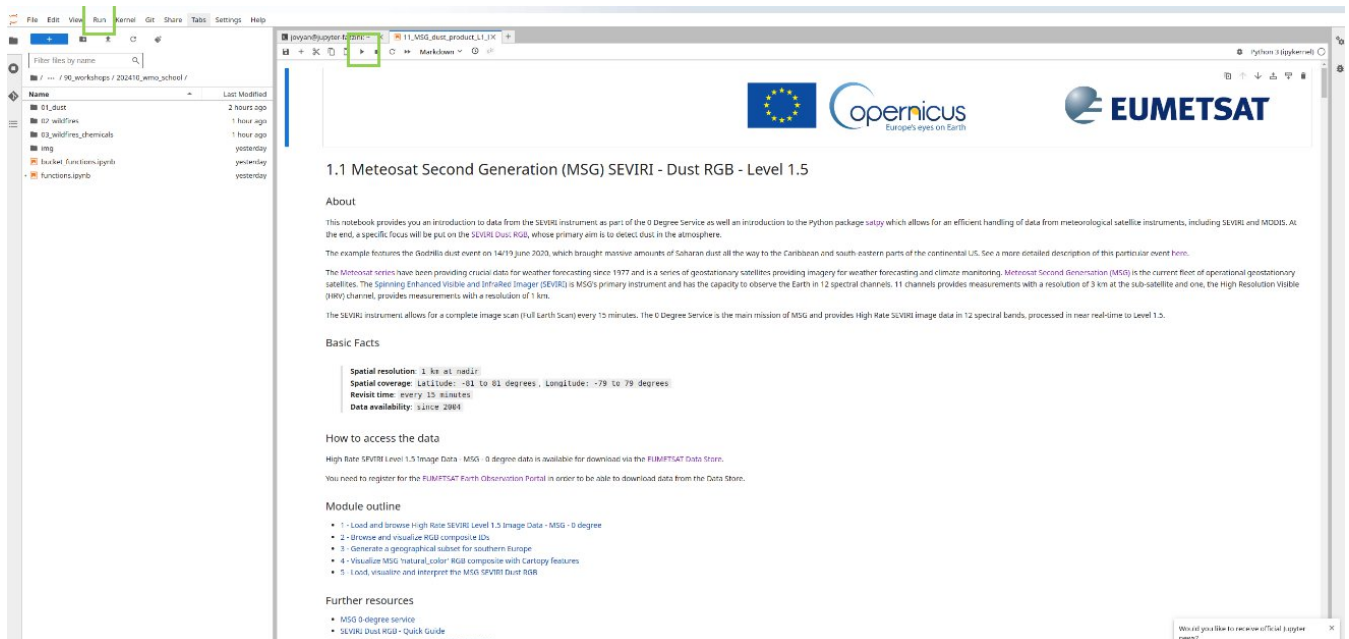 File Edit View Run Kernel Git Share Tabs Settings Help
Filter files by name
/ ··· / 90_workshops / 202410_wmo_school /
Name Last Modified
01_dust 2 hours ago
02_wildfires 1 hour ago
03_wildfires_chemicals 1 hour ago
img yesterday
bucket_functions.ipynb yesterday
functions.ipynb yesterday
11_MSG_dust_product_L1_l
Markdown
Python 3 (ipykernel)
opernicus
Europe's eyes on Earth
EUMETSAT
1.1 Meteosat Second Generation (MSG) SEVIRI - Dust RGB - Level 1.5
About
This notebook provides you an introduction to data from the SEVIRI instrument as part of the 0 Degree Service as well an introduction to the Python package satpy which allows for an efficient handling of data from meteorological satellite instruments, including SEVIRI and MODIS. At
the end, a specific focus will be put on the SEVIRI Dust RGB, whose primary aim is to detect dust in the atmosphere.
The example features the Godzilla dust event on 14/19 June 2020, which brought massive amounts of Saharan dust all the way to the Caribbean and south-eastern parts of the continental US. See a more detailed description of this particular event here.
The Meteosat series have been providing crucial data for weather forecasting since 1977 and is a series of geostationary satellites providing imagery for weather forecasting and climate monitoring. Meteosat Second Genersation (MSG) is the current fleet of operational geostationary
satellites. The Spinning Enhanced Visible and InfraRed Imager (SEVIRI) is MSG's primary instrument and has the capacity to observe the Earth in 12 spectral channels. 11 channels provides measurements with a resolution of 3 km at the sub-satellite and one, the High Resolution Visible
(HRV) channel, provides measurements with a resolution of 1 km.
The SEVIRI instrument allows for a complete image scan (Full Earth Scan) every 15 minutes. The 0 Degree Service is the main mission of MSG and provides High Rate SEVIRI image data in 12 spectral bands, processed in near real-time to Level 1.5.
Basic Facts
Spatial resolution: 1 km at nadir
Spatial coverage: Latitude: -81 to 81 degrees, Longitude: -79 to 79 degrees
Revisit time: every 15 minutes
Data availability: since 2004
How to access the data
High Rate SEVIRI Level 1.5 Image Data - MSG - 0 degree data is available for download via the EUMETSAT Data Store.
You need to register for the EUMETSAT Earth Observation Portal in order to be able to download data from the Data Store.
Module outline
• 1 - Load and browse High Rate SEVIRI Level 1.5 Image Data - MSG - 0 degree
• 2 - Browse and visualize RGB composite IDs
• 3 - Generate a geographical subset for southern Europe
• 4 - Visualize MSG 'natural_color' RGB composite with Cartopy features
• 5 - Load, visualize and interpret the MSG SEVIRI Dust RGB
Further resources
• MSG 0-degree service
• SEVIRI Dust RGB - Quick Guide
Would you like to receive official Jupyter
news?